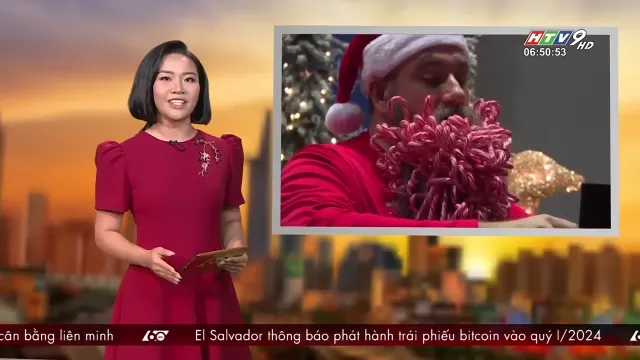 HTV9 HD
06:50:53
cân bằng liên minh 60 El Salvador thông báo phát hành trái phiếu bitcoin vào quý I/2024